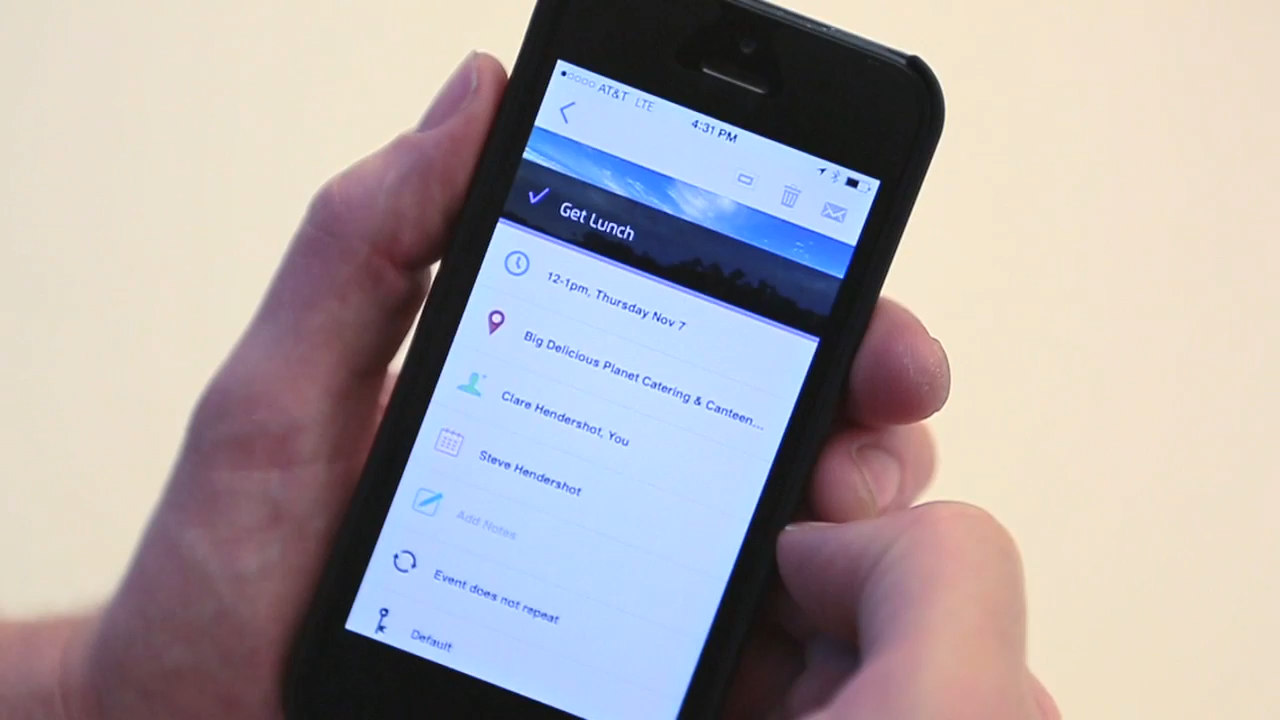 AT&T LTE
4:31 PM
Get Lunch
12-1pm, Thursday Nov 7
Big Delicious Planet Catering & Canteen...
Clare Hendershot, You
Steve Hendershot
Add Notes
Event does not repeat
Default